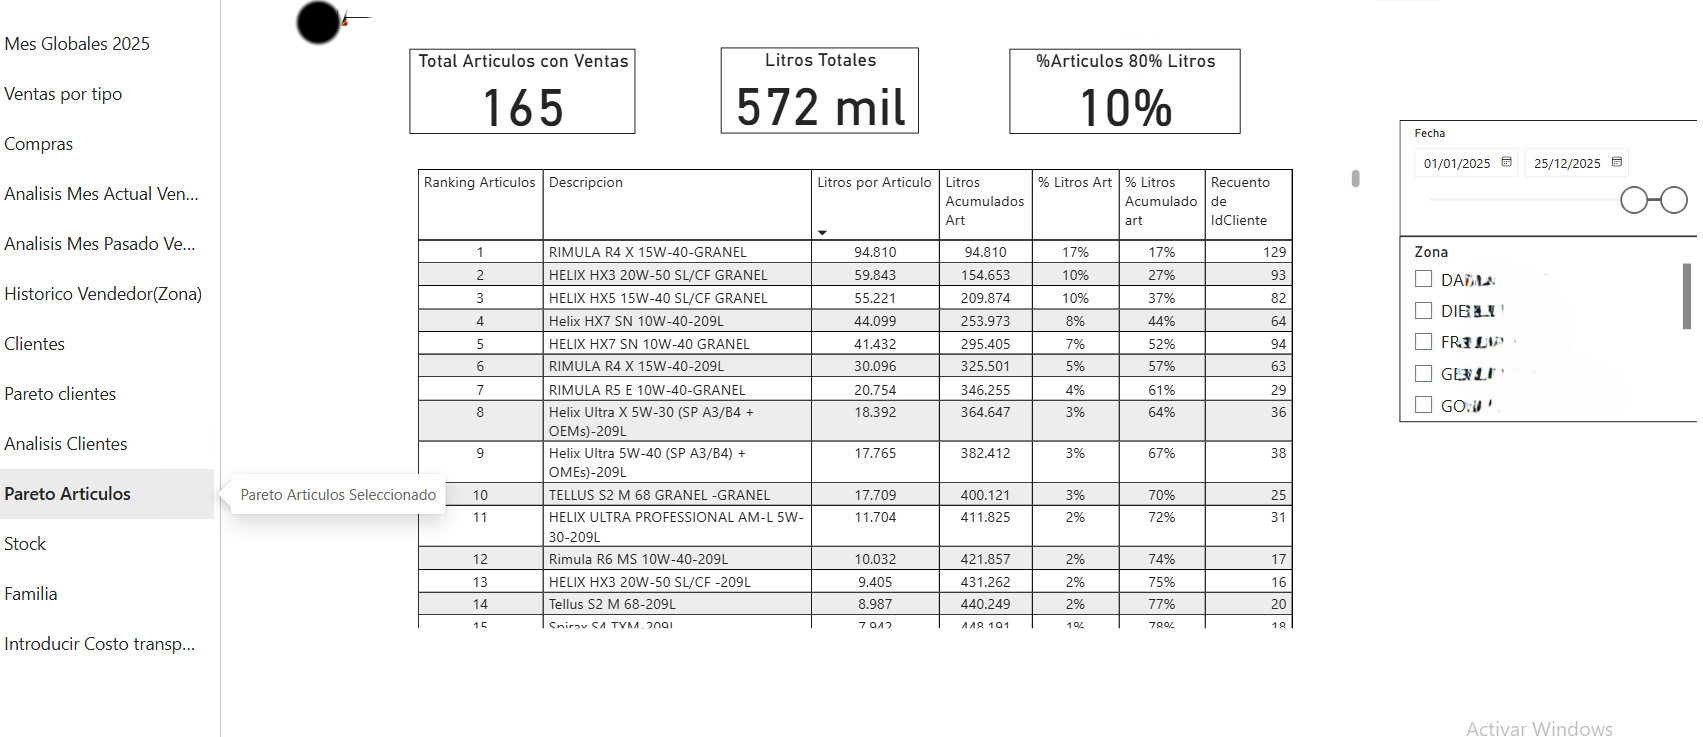 Mes Globales 2025
Ventas por tipo
Compras
Analisis Mes Actual Ven...
Analisis Mes Pasado Ve...
Historico Vendedor(Zona)
Clientes
Pareto clientes
Analisis Clientes
Pareto Articulos
Stock
Familia
Introducir Costo transp...
Pareto Articulos Seleccionado
Total Articulos con Ventas
165
Litros Totales
572 mil
%Articulos 80% Litros
10%
Ranking Articulos Descripcion Litros por Articulo Litros Acumulados Art % Litros Art % Litros Acumulado art Recuento de IdCliente
1 RIMULA R4 X 15W-40-GRANEL 94.810 94.810 17% 17% 129
2 HELIX HX3 20W-50 SL/CF GRANEL 59.843 154.653 10% 27% 93
3 HELIX HX5 15W-40 SL/CF GRANEL 55.221 209.874 10% 37% 82
4 Helix HX7 SN 10W-40-209L 44.099 253.973 8% 44% 64
5 HELIX HX7 SN 10W-40 GRANEL 41.432 295.405 7% 52% 94
6 RIMULA R4 X 15W-40-209L 30.096 325.501 5% 57% 63
7 RIMULA R5 E 10W-40-GRANEL 20.754 346.255 4% 61% 29
8 Helix Ultra X 5W-30 (SP A3/B4 + OEMs)-209L 18.392 364.647 3% 64% 36
9 Helix Ultra 5W-40 (SP A3/B4) + OMEs)-209L 17.765 382.412 3% 67% 38
10 TELLUS S2 M 68 GRANEL -GRANEL 17.709 400.121 3% 70% 25
11 HELIX ULTRA PROFESSIONAL AM-L 5W-30-209L 11.704 411.825 2% 72% 31
12 Rimula R6 MS 10W-40-209L 10.032 421.857 2% 74% 17
13 HELIX HX3 20W-50 SL/CF -209L 9.405 431.262 2% 75% 16
14 Tellus S2 M 68-209L 8.987 440.249 2% 77% 20
15 Spirax S4 TXM-209L 7.942 448.191 1% 78% 18
Fecha
01/01/2025 25/12/2025
Zona
Activar Windows